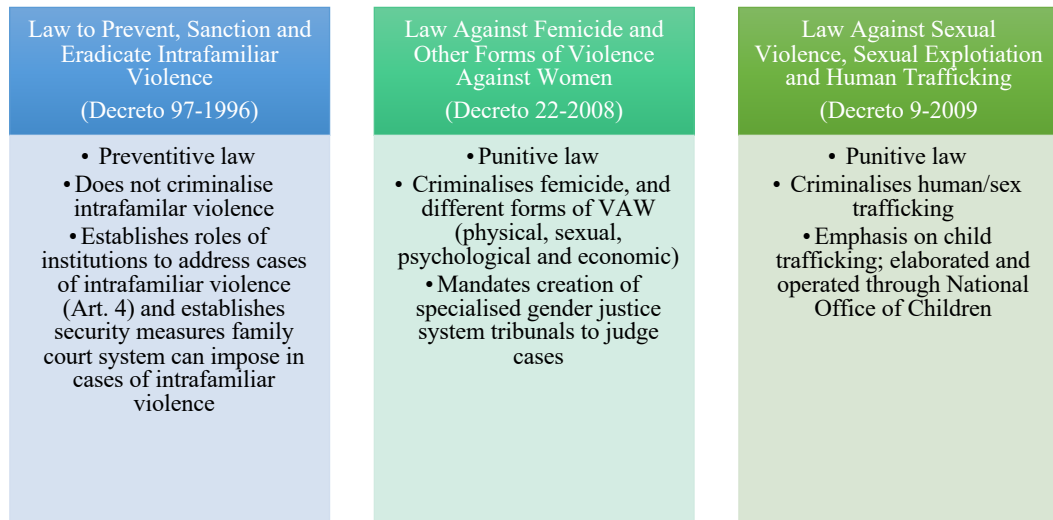 Law to Prevent, Sanction and
Eradicate Intrafamiliar
Violence
(Decreto 97-1996)
• Preventitive law
•Does not criminalise
intrafamilar violence
•Establishes roles of
institutions to address cases
of intrafamiliar violence
(Art. 4) and establishes
security measures family
court system can impose in
cases of intrafamiliar
violence
Law Against Femicide and
Other Forms of Violence
Against Women
(Decreto 22-2008)
•Punitive law
• Criminalises femicide, and
different forms of VAW
(physical, sexual,
psychological and economic)
•Mandates creation of
specialised gender justice
system tribunals to judge
cases
Law Against Sexual
Violence, Sexual Explotiation
and Human Trafficking
(Decreto 9-2009
• Punitive law
• Criminalises human/sex
trafficking
•Emphasis on child
trafficking; elaborated and
operated through National
Office of Children